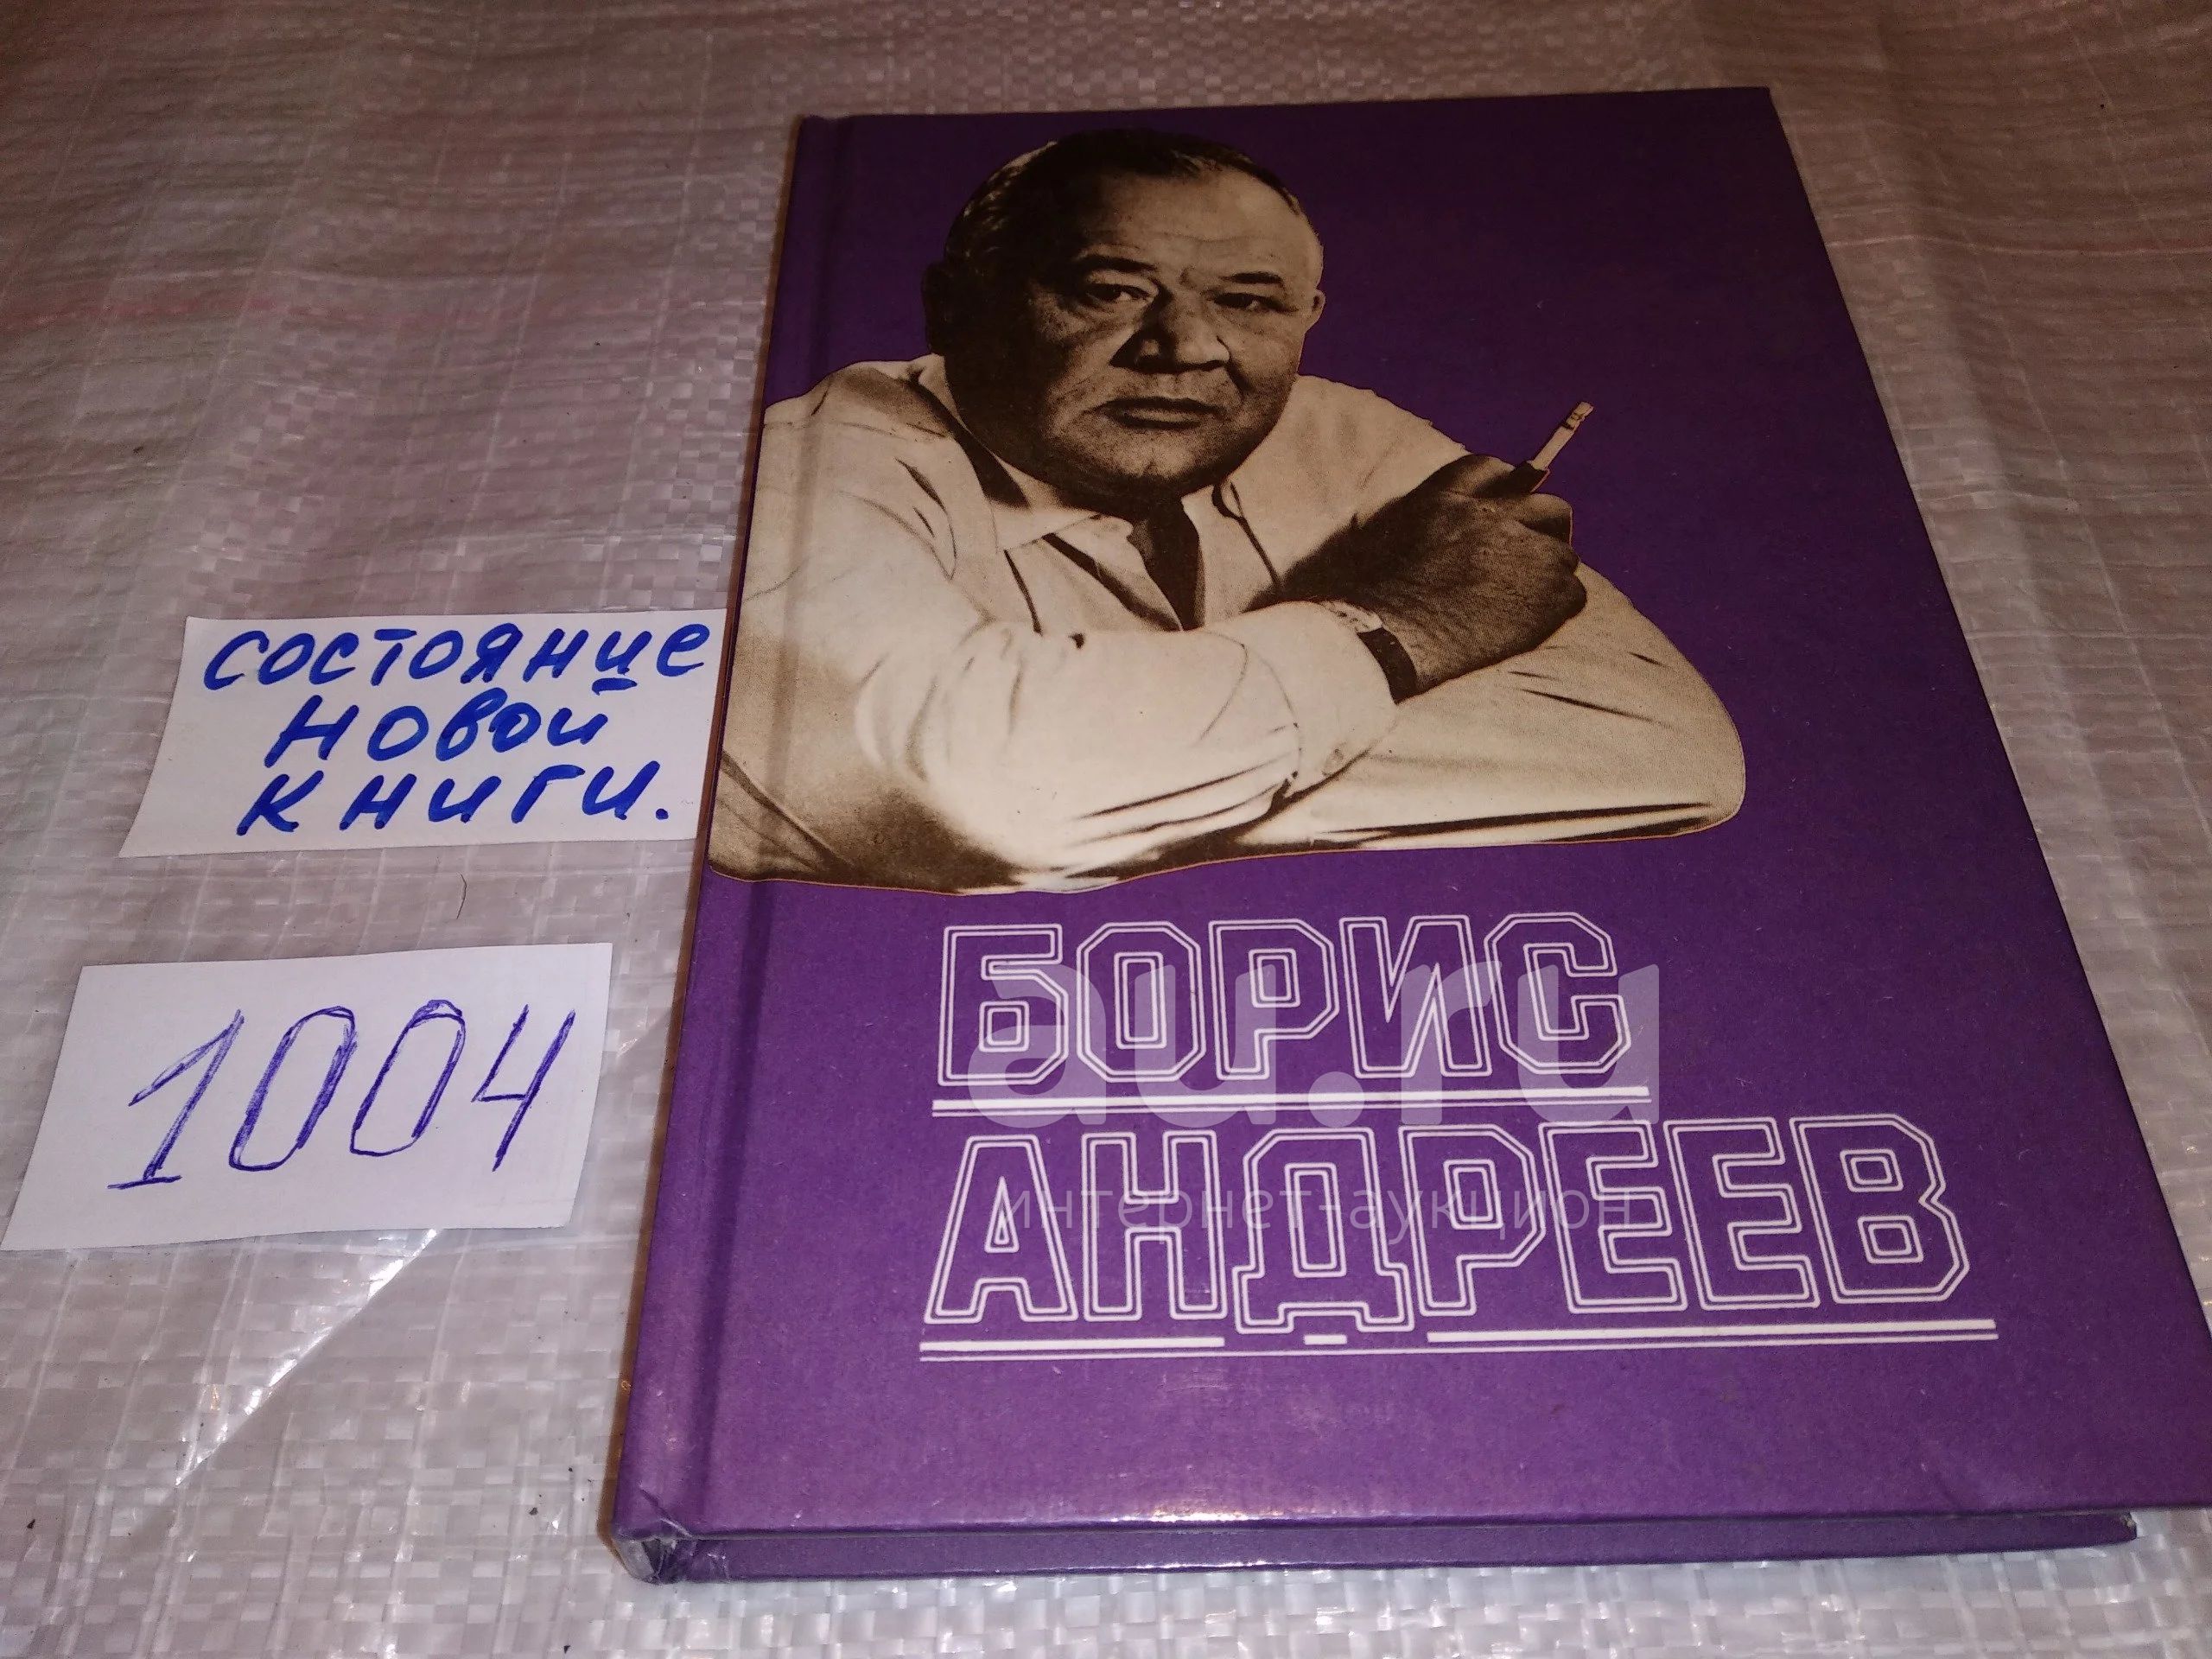 состояние
новой
книги.
1004
БОРИС
АНДРЕЕВ
au.ru
интернет-аукцион